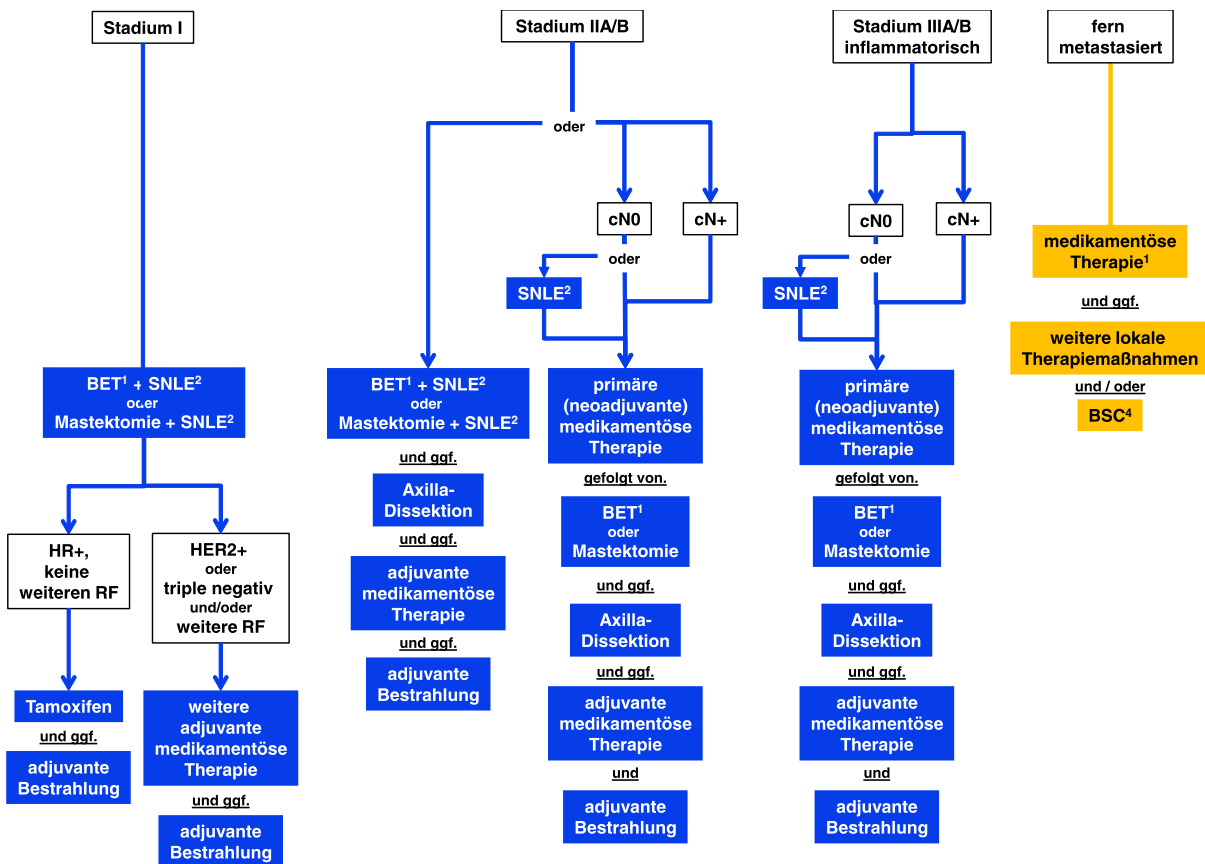 Stadium I
BET¹ + SNLE²
oder
Mastektomie + SNLE²
HR+,
keine
weiteren RF
Tamoxifen
und ggf.
adjuvante
Bestrahlung
HER2+
oder
triple negativ
und/oder
weitere RF
weitere
adjuvante
medikamentöse
Therapie
und ggf.
adjuvante
Bestrahlung
Stadium IIA/B
oder
BET¹ + SNLE²
oder
Mastektomie + SNLE²
und ggf.
Axilla-
Dissektion
und ggf.
adjuvante
medikamentöse
Therapie
und ggf.
adjuvante
Bestrahlung
cN0
cN+
oder
SNLE²
primäre
(neoadjuvante)
medikamentöse
Therapie
gefolgt von.
BET¹
oder
Mastektomie
und ggf.
Axilla-
Dissektion
und ggf.
adjuvante
medikamentöse
Therapie
und
adjuvante
Bestrahlung
Stadium IIIA/B
inflammatorisch
cN0
cN+
oder
SNLE²
primäre
(neoadjuvante)
medikamentöse
Therapie
gefolgt von.
BET¹
oder
Mastektomie
und ggf.
Axilla-
Dissektion
und ggf.
adjuvante
medikamentöse
Therapie
und
adjuvante
Bestrahlung
fern
metastasiert
medikamentöse
Therapie¹
und ggf.
weitere lokale
Therapiemaßnahmen
und / oder
BSC⁴